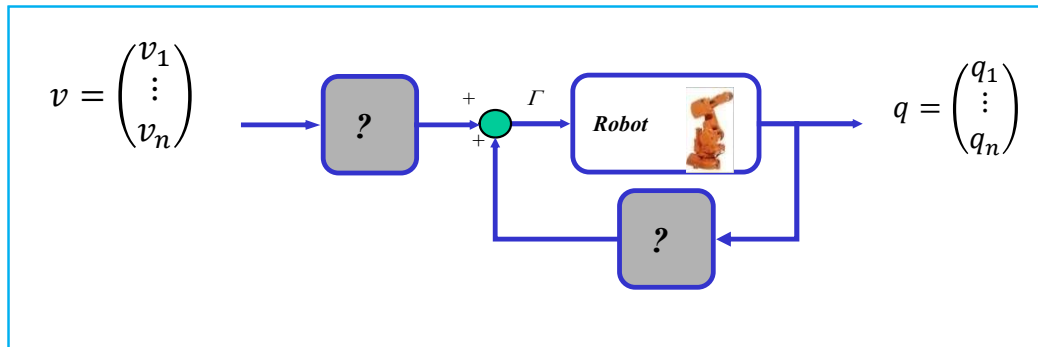 v = (v₁ ⋮ vₙ)
?
+
+
Γ
Robot
q = (q₁ ⋮ qₙ)
?